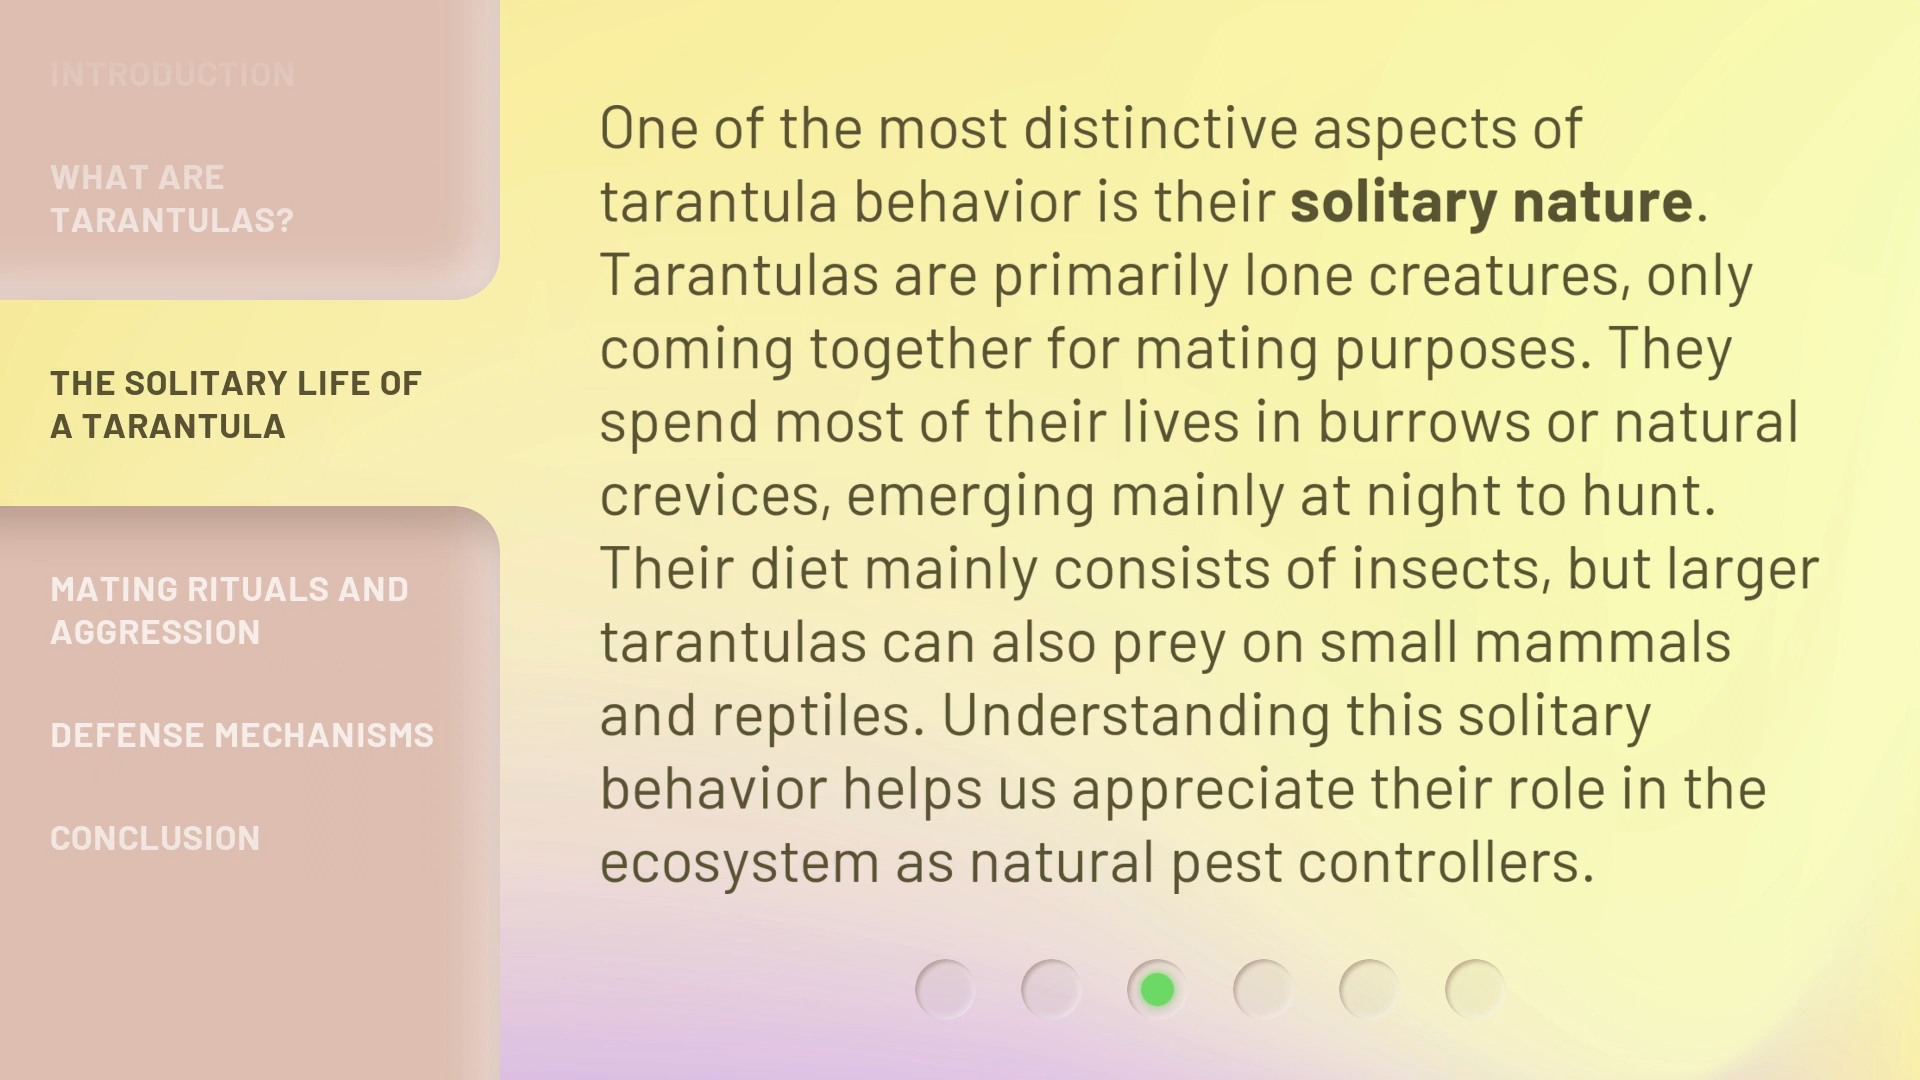 INTRODUCTION
WHAT ARE
TARANTULAS?
THE SOLITARY LIFE OF
A TARANTULA
MATING RITUALS AND
AGGRESSION
DEFENSE MECHANISMS
CONCLUSION
One of the most distinctive aspects of
tarantula behavior is their solitary nature.
Tarantulas are primarily lone creatures, only
coming together for mating purposes. They
spend most of their lives in burrows or natural
crevices, emerging mainly at night to hunt.
Their diet mainly consists of insects, but larger
tarantulas can also prey on small mammals
and reptiles. Understanding this solitary
behavior helps us appreciate their role in the
ecosystem as natural pest controllers.